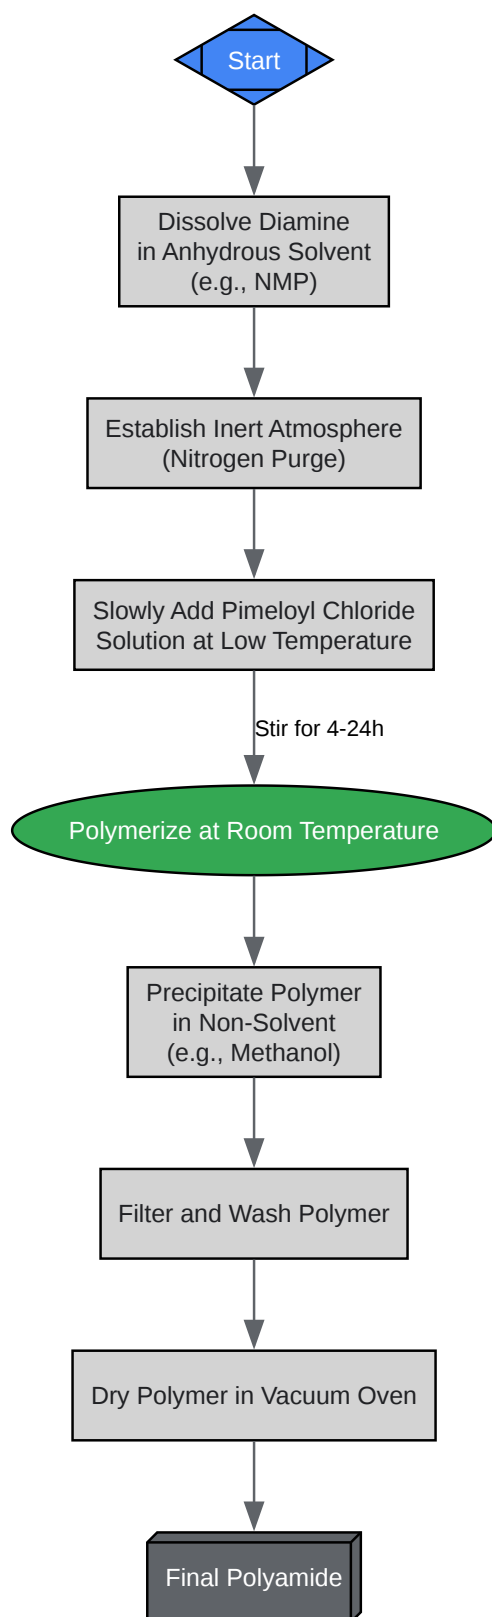 Start
Dissolve Diamine
in Anhydrous Solvent
(e.g., NMP)
Establish Inert Atmosphere
(Nitrogen Purge)
Slowly Add Pimeloyl Chloride
Solution at Low Temperature
Stir for 4-24h
Polymerize at Room Temperature
Precipitate Polymer
in Non-Solvent
(e.g., Methanol)
Filter and Wash Polymer
Dry Polymer in Vacuum Oven
Final Polyamide